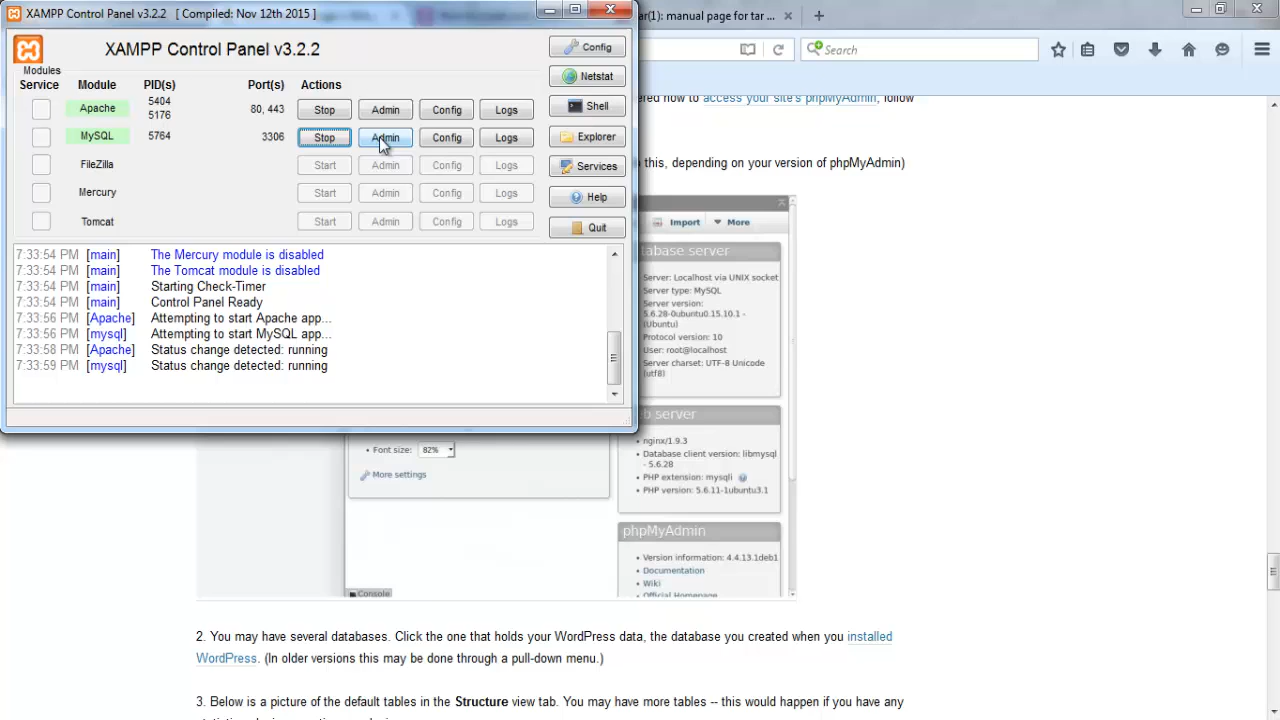 XAMPP Control Panel v3.2.2 [ Compiled: Nov 12th 2015 ]
ar(1): manual page for tar ...
XAMPP Control Panel v3.2.2
Config
Search
Modules
Service Module PID(s) Port(s) Actions
Netstat
Apache 5404 5176 80, 443 Stop Admin Config Logs
Shell
ered how to access your site's phpMyAdmin, follow
MySQL 5764 3306 Stop Admin Config Logs
Explorer
FileZilla Start Admin Config Logs
Services
this, depending on your version of phpMyAdmin)
Mercury Start Admin Config Logs
Help
Tomcat Start Admin Config Logs
Quit
Import More
7:33:54 PM [main] The Mercury module is disabled
7:33:54 PM [main] The Tomcat module is disabled
7:33:54 PM [main] Starting Check-Timer
7:33:54 PM [main] Control Panel Ready
7:33:56 PM [Apache] Attempting to start Apache app...
7:33:56 PM [mysql] Attempting to start MySQL app...
7:33:58 PM [Apache] Status change detected: running
7:33:59 PM [mysql] Status change detected: running
tabase server
Server: Localhost via UNIX socket
Server type: MySQL
Server version:
5.6.28-0ubuntu0.15.10.1 -
(Ubuntu)
Protocol version: 10
User: root@localhost
Server charset: UTF-8 Unicode
(utf8)
eb server
• nginx/1.9.3
• Database client version: libmysql
- 5.6.28
• PHP extension: mysqli
• PHP version: 5.6.11-1ubuntu3.1
• Font size: 82%
More settings
phpMyAdmin
• Version information: 4.4.13.1deb1
• Documentation
• Wiki
• Official Homepage
Console
2. You may have several databases. Click the one that holds your WordPress data, the database you created when you installed
WordPress. (In older versions this may be done through a pull-down menu.)
3. Below is a picture of the default tables in the Structure view tab. You may have more tables -- this would happen if you have any